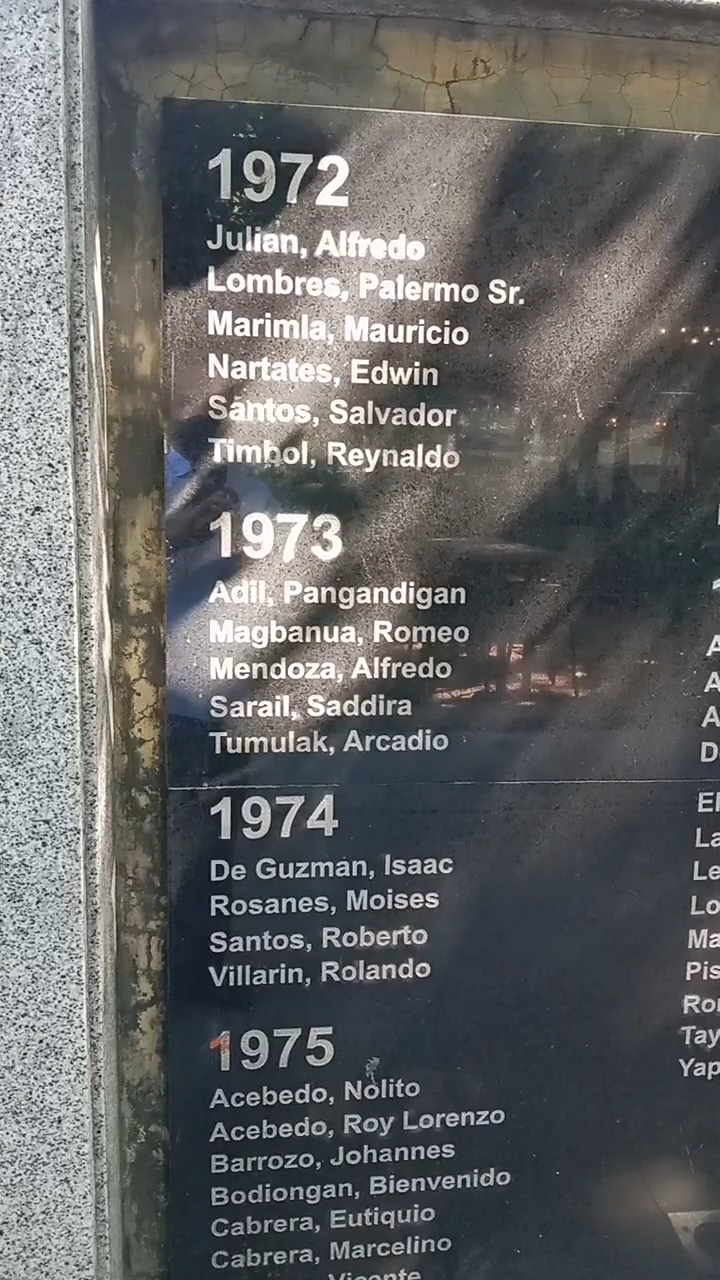 1972
Julian, Alfredo
Lombres, Palermo Sr.
Marimla, Mauricio
Nartates, Edwin
Santos, Salvador
Timbol, Reynaldo
1973
Adil, Pangandigan
Magbanua, Romeo
Mendoza, Alfredo
Sarail, Saddira
Tumulak, Arcadio
1974
De Guzman, Isaac
Rosanes, Moises
Santos, Roberto
Villarin, Rolando
1975
Acebedo, Nolito
Acebedo, Roy Lorenzo
Barrozo, Johannes
Bodiongan, Bienvenido
Cabrera, Eutiquio
Cabrera, Marcelino
Vicente